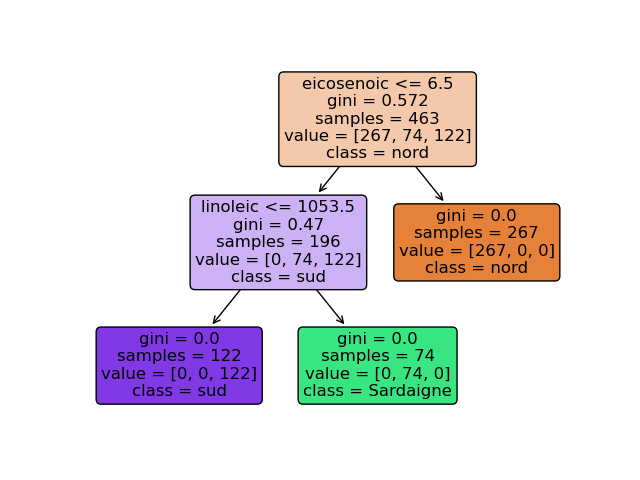 eicosenoic <= 6.5
gini = 0.572
samples = 463
value = [267, 74, 122]
class = nord
linoleic <= 1053.5
gini = 0.47
samples = 196
value = [0, 74, 122]
class = sud
gini = 0.0
samples = 267
value = [267, 0, 0]
class = nord
gini = 0.0
samples = 122
value = [0, 0, 122]
class = sud
gini = 0.0
samples = 74
value = [0, 74, 0]
class = Sardaigne